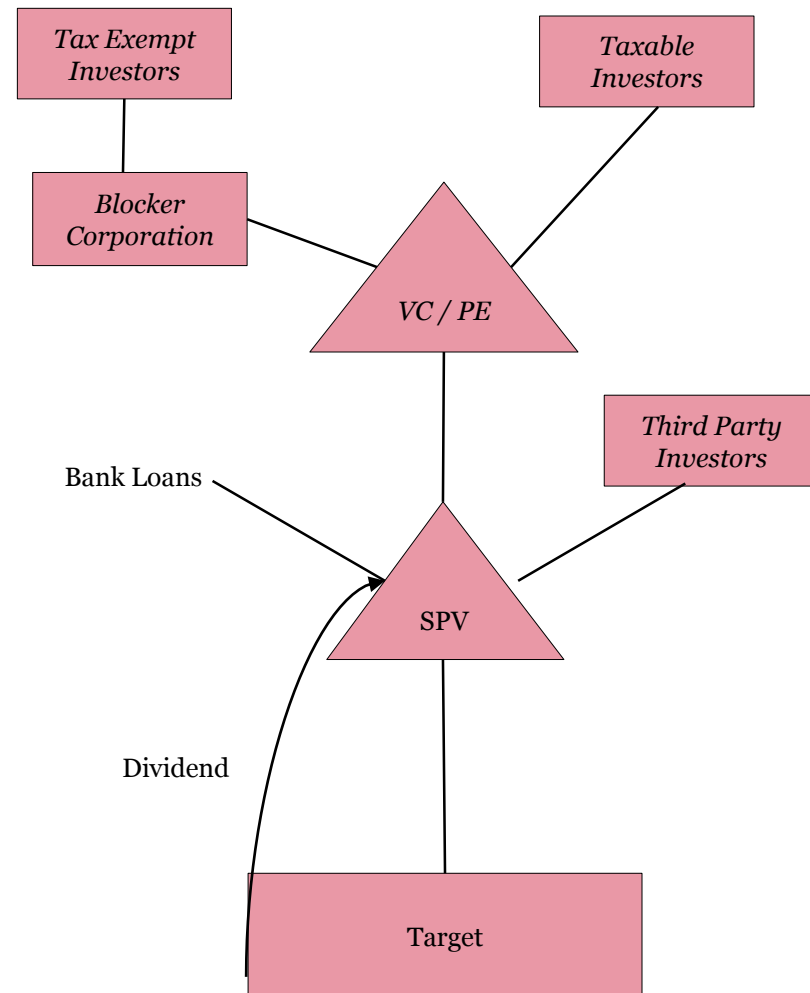 Tax Exempt
Investors
Taxable
Investors
Blocker
Corporation
VC / PE
Third Party
Investors
Bank Loans
SPV
Dividend
Target